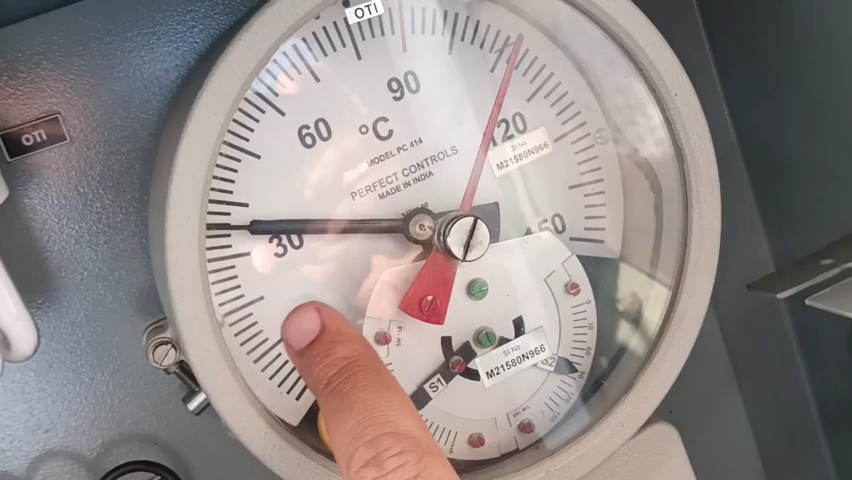 OTI
OTI
90
60
°C
120
MODEL PC 414
PERFECT CONTROLS
MADE IN INDIA
Sl.No
M21580N966
30
150
Sl.No
M21580N966
S1